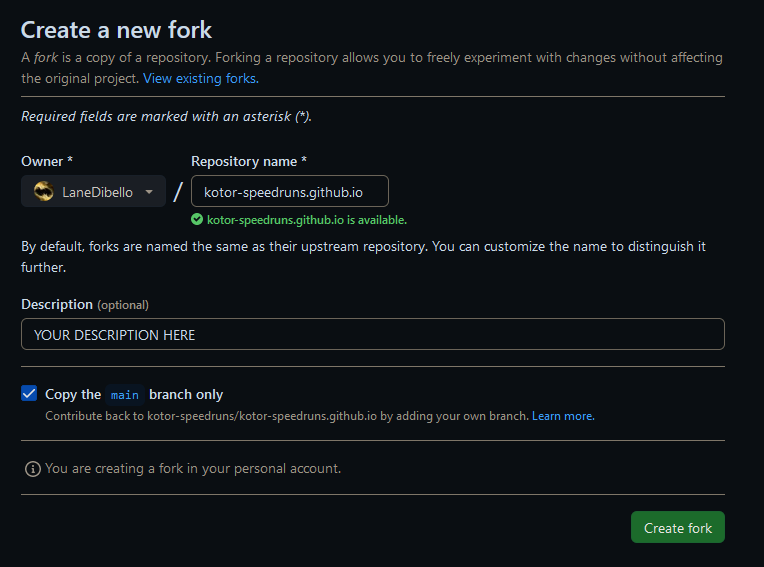 Create a new fork
A fork is a copy of a repository. Forking a repository allows you to freely experiment with changes without affecting
the original project. View existing forks.
Required fields are marked with an asterisk (*).
Owner *
Repository name *
LaneDibello
/
kotor-speedruns.github.io
kotor-speedruns.github.io is available.
By default, forks are named the same as their upstream repository. You can customize the name to distinguish it
further.
Description (optional)
YOUR DESCRIPTION HERE
Copy the main branch only
Contribute back to kotor-speedruns/kotor-speedruns.github.io by adding your own branch. Learn more.
You are creating a fork in your personal account.
Create fork